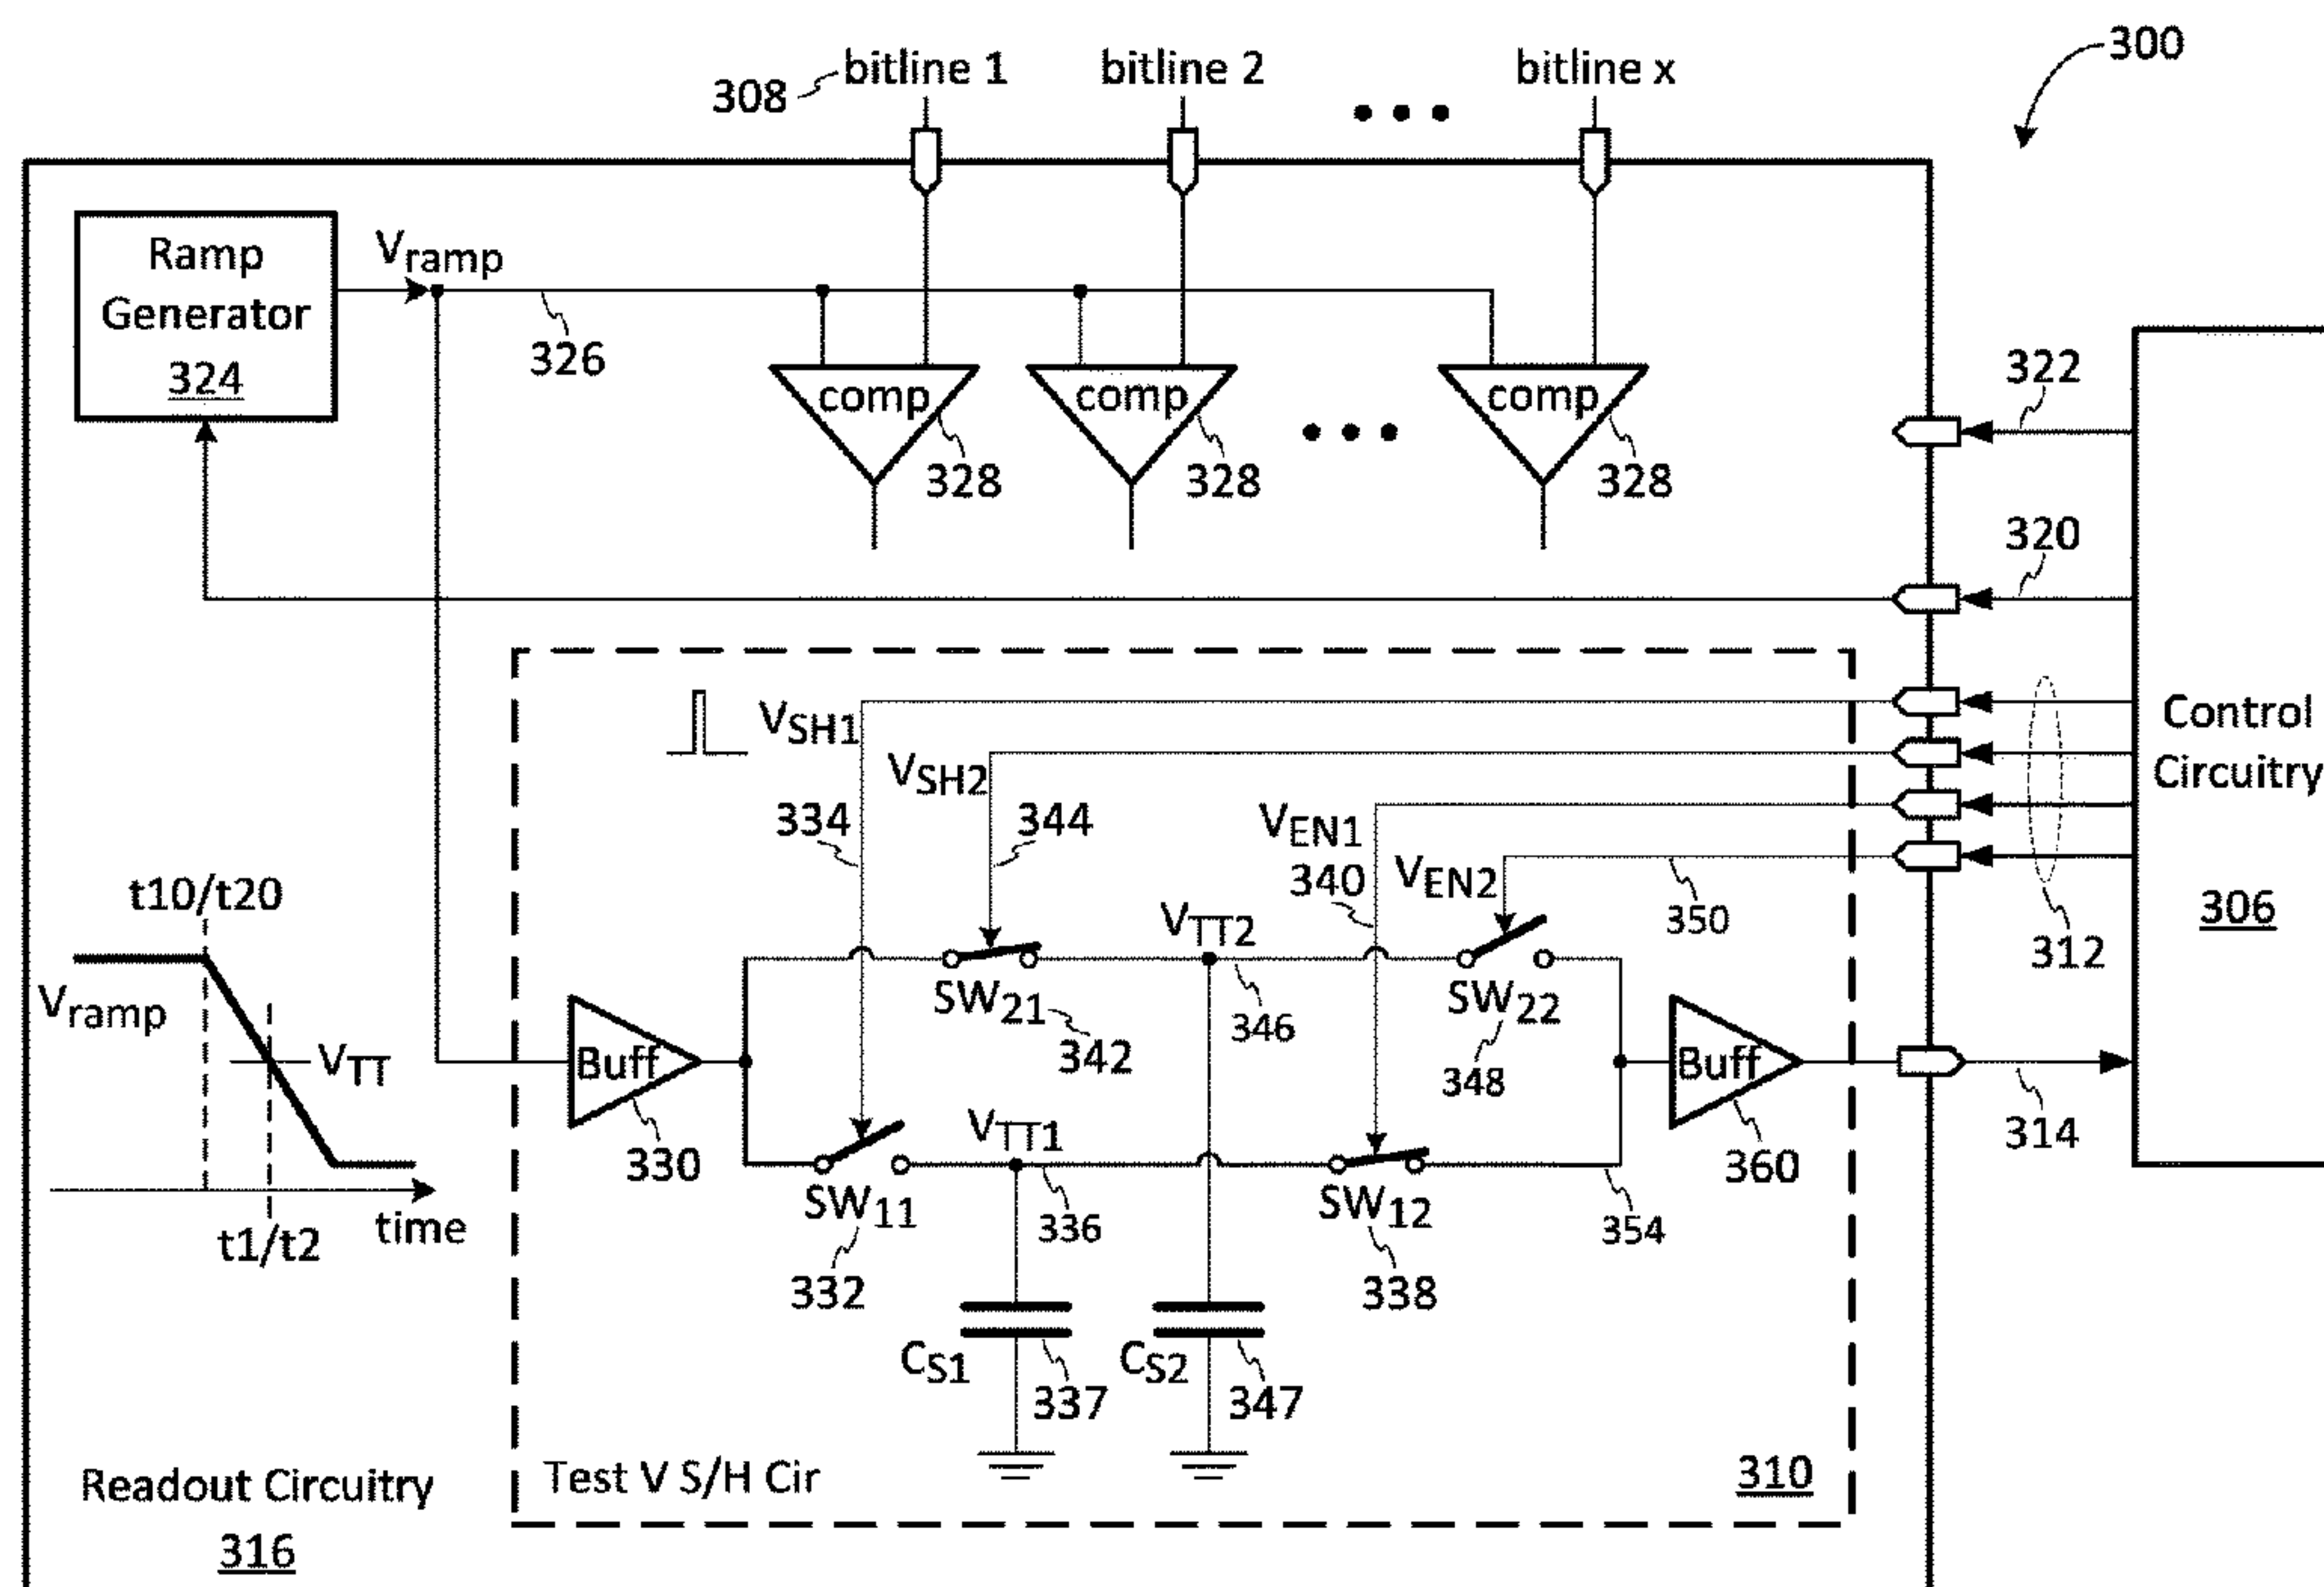 300
308 bitline 1 bitline 2 bitline x
Ramp
Generator
324
Vramp
326
comp comp comp
328 328 328
322
320
VSH1
VSH2
334
344
VEN1
340
VEN2
350
312
Control
Circuitry
306
t10/t20
Vramp
VTT
t1/t2
time
Buff
330
SW21
342
VTT2
346
SW22
348
Buff
360
314
SW11
332
VTT1
336
SW12
338
354
CS1
337
CS2
347
Readout Circuitry
316
Test V S/H Cir
310